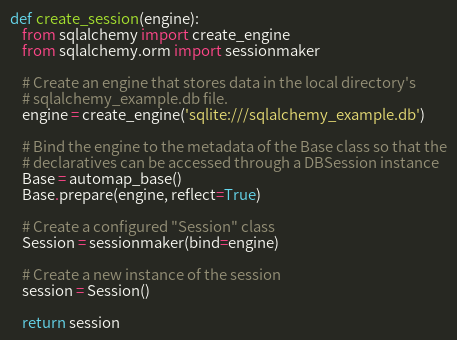 def create_session(engine):
from sqlalchemy import create_engine
from sqlalchemy.orm import sessionmaker
# Create an engine that stores data in the local directory's
# sqlalchemy_example.db file.
engine = create_engine('sqlite:///sqlalchemy_example.db')
# Bind the engine to the metadata of the Base class so that the
# declaratives can be accessed through a DBSession instance
Base = automap_base()
Base.prepare(engine, reflect=True)
# Create a configured "Session" class
Session = sessionmaker(bind=engine)
# Create a new instance of the session
session = Session()
return session